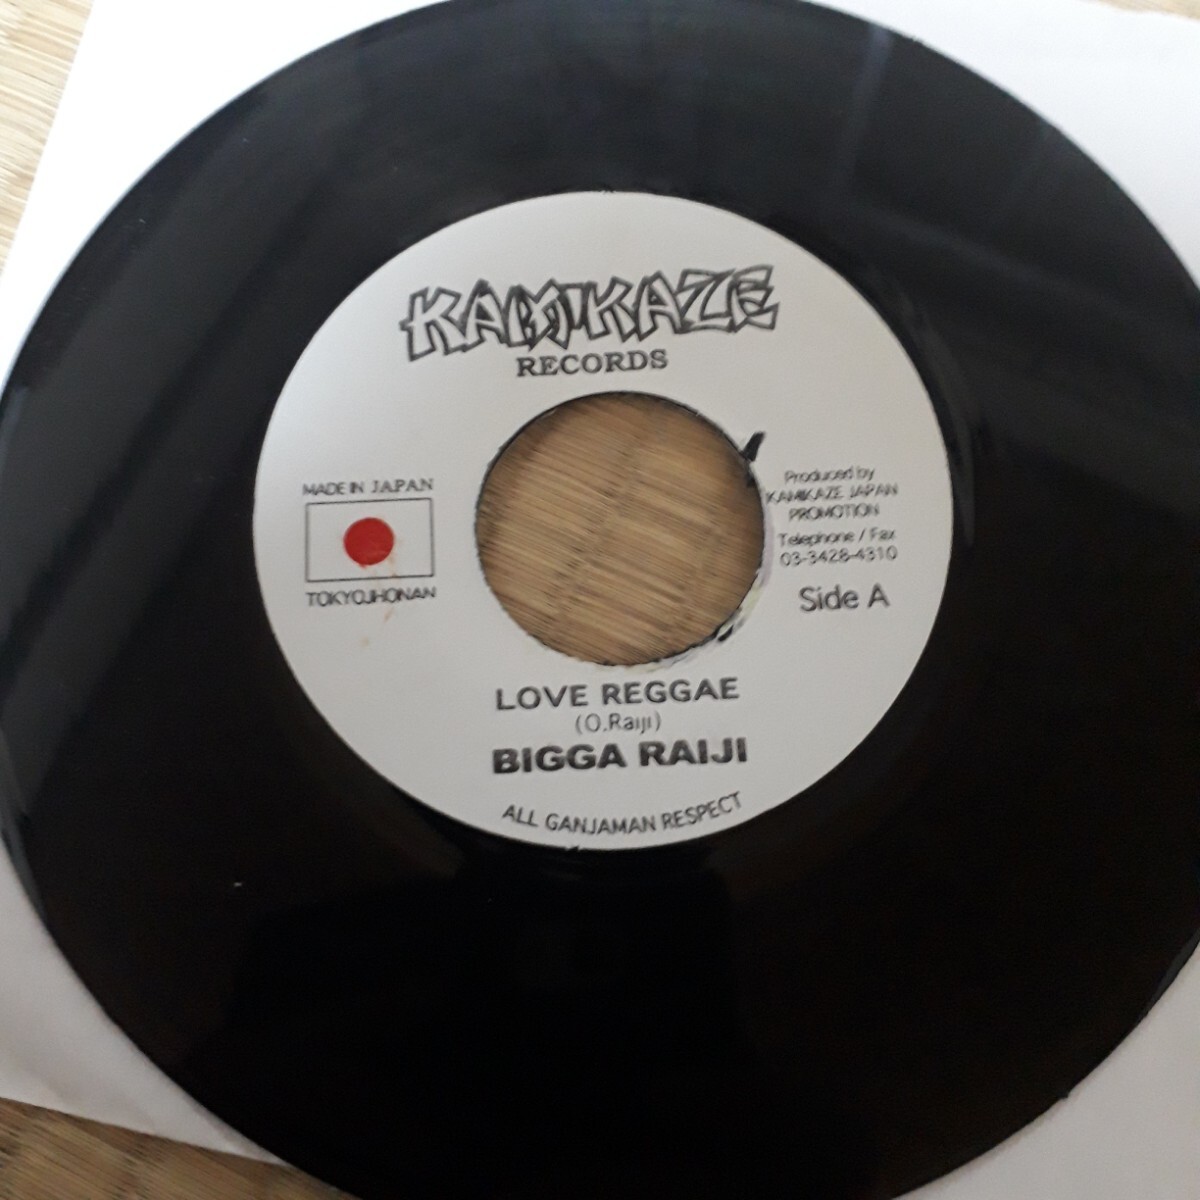 KAMIKAZE
RECORDS
MADE IN JAPAN
TOKYOJHONAN
Produced by
KAMIKAZE JAPAN
PROMOTION
Telephone / Fax
03-3428-4310
Side A
LOVE REGGAE
(O.Raiji)
BIGGA RAIJI
ALL GANJAMAN RESPECT